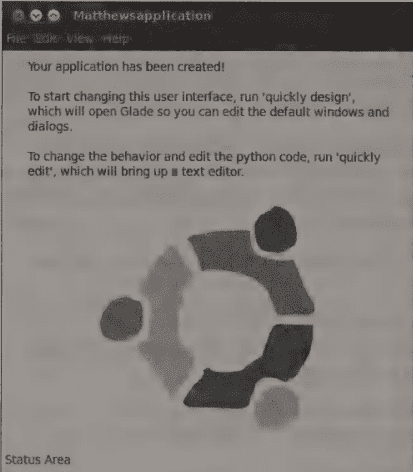 Matthewsapplication
File Edit View Help
Your application has been created!
To start changing this user interface, run 'quickly design',
which will open Glade so you can edit the default windows and
dialogs.
To change the behavior and edit the python code, run 'quickly
edit', which will bring up a text editor.
Status Area